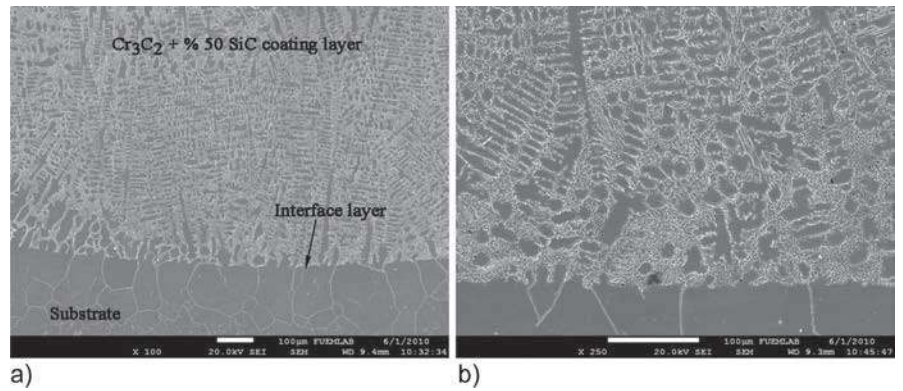 Cr3C2 + % 50 SiC coating layer
Interface layer
Substrate
100µm FUEMLAB 6/1/2010
X 100 20.0kV SEI SEM WD 9.4mm 10:32:34
100µm FUEMLAB 6/1/2010
X 250 20.0kV SEI SEM WD 9.3mm 10:45:47
a)
b)